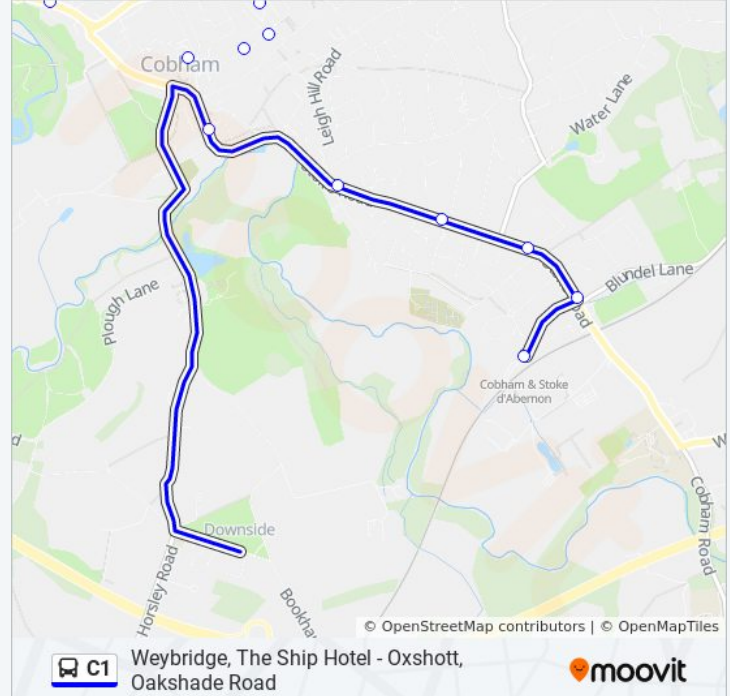 Cobham
Leigh Hill Road
Water Lane
Plough Lane
Blundel Lane
Cobham & Stoke
d'Abernon
Cobham Road
Downside
Horsley Road
© OpenStreetMap contributors | © OpenMapTiles
C1
Weybridge, The Ship Hotel - Oxshott,
Oakshade Road
moovit